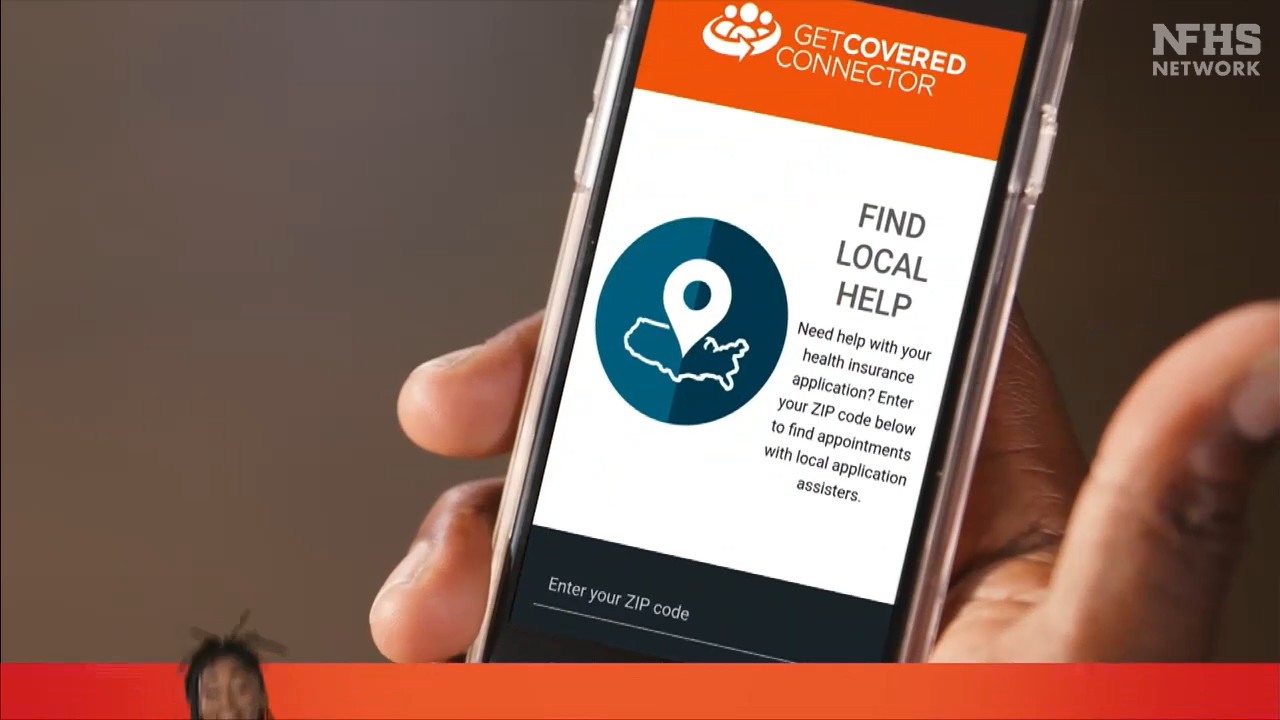 GETCOVERED
CONNECTOR
NFHS
NETWORK
FIND
LOCAL
HELP
Need help with your
health insurance
application? Enter
your ZIP code below
to find appointments
with local application
assisters.
Enter your ZIP code